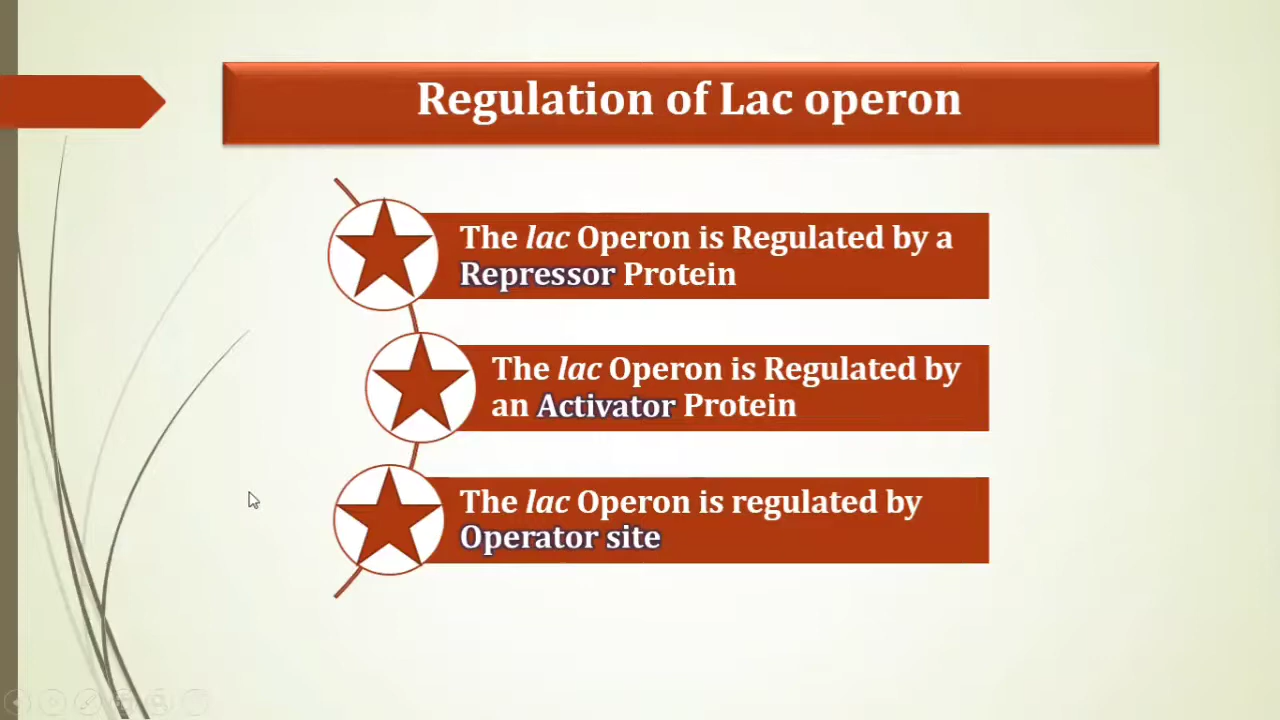 Regulation of Lac operon
The lac Operon is Regulated by a
Repressor Protein
The lac Operon is Regulated by
an Activator Protein
The lac Operon is regulated by
Operator site